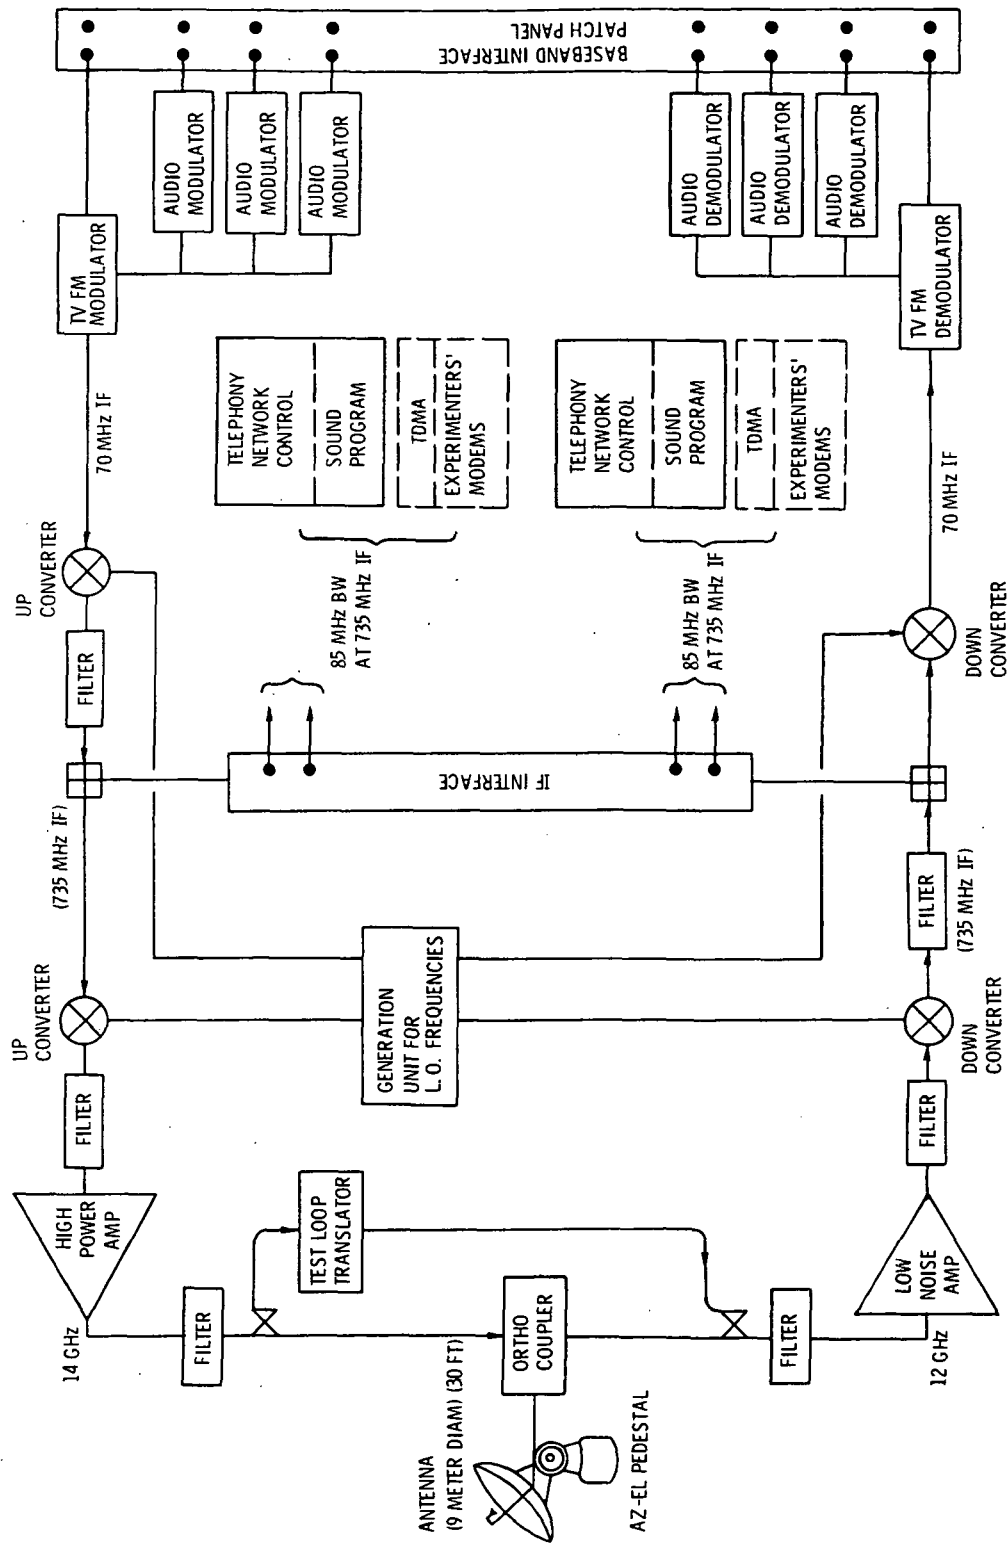 ANTENNA
(9 METER DIAM) (30 FT)
AZ-EL PEDESTAL
ORTHO
COUPLER
14 GHz
FILTER
HIGH
POWER
AMP
FILTER
UP
CONVERTER
(735 MHz IF)
FILTER
UP
CONVERTER
70 MHz IF
TV FM
MODULATOR
AUDIO
MODULATOR
AUDIO
MODULATOR
AUDIO
MODULATOR
BASEBAND INTERFACE
PATCH PANEL
TEST LOOP
TRANSLATOR
GENERATION
UNIT FOR
L.O. FREQUENCIES
IF INTERFACE
85 MHz BW
AT 735 MHz IF
TELEPHONY
NETWORK
CONTROL
SOUND
PROGRAM
TDMA
EXPERIMENTERS'
MODEMS
85 MHz BW
AT 735 MHz IF
TELEPHONY
NETWORK
CONTROL
SOUND
PROGRAM
TDMA
EXPERIMENTERS'
MODEMS
FILTER
12 GHz
LOW
NOISE
AMP
FILTER
DOWN
CONVERTER
FILTER
(735 MHz IF)
DOWN
CONVERTER
70 MHz IF
TV FM
DEMODULATOR
AUDIO
DEMODULATOR
AUDIO
DEMODULATOR
AUDIO
DEMODULATOR